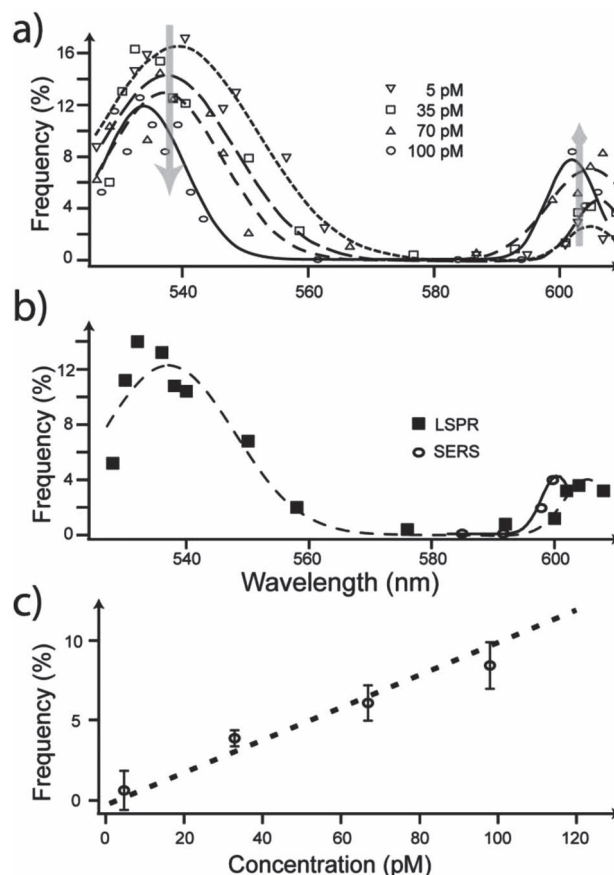 a)
Frequency (%)
16
12
8
4
0
5 pM
35 pM
70 pM
100 pM
540
560
580
600
b)
Frequency (%)
12
8
4
0
LSPR
SERS
540
560
580
600
Wavelength (nm)
c)
Frequency (%)
10
5
0
0
20
40
60
80
100
120
Concentration (pM)